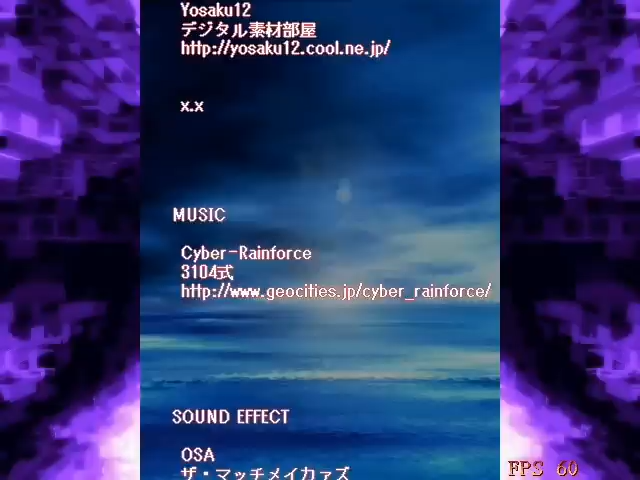 Yosaku12
デジタル素材部屋
http://yosaku12.cool.ne.jp/
x.x
MUSIC
Cyber-Rainforce
3104式
http://www.geocities.jp/cyber_rainforce/
SOUND EFFECT
OSA
ザ・マッチメイカァズ
FPS 60